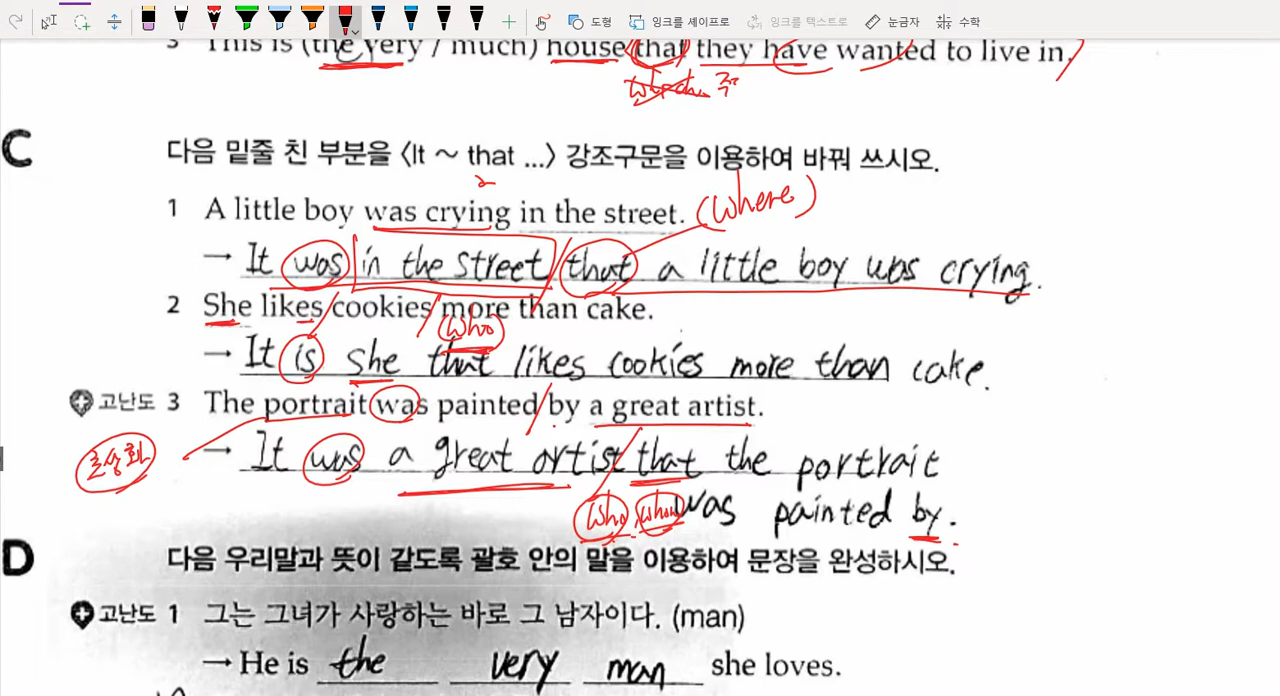 도형
잉크를 셰이프로
잉크를 텍스트로
눈금자
수학
3 This is (the very / much) house that they have wanted to live in.
which 주
C 다음 밑줄 친 부분을 〈It ~ that ...〉 강조구문을 이용하여 바꿔 쓰시오.
1 A little boy was crying in the street. (where)
→ It was in the street that a little boy was crying.
2 She likes cookies more than cake.
(who)
→ It is she that likes cookies more than cake.
고난도 3 The portrait was painted by a great artist.
초상화
→ It was a great artist that the portrait
who, whom
was painted by.
D 다음 우리말과 뜻이 같도록 괄호 안의 말을 이용하여 문장을 완성하시오.
고난도 1 그는 그녀가 사랑하는 바로 그 남자이다. (man)
→ He is the very man she loves.